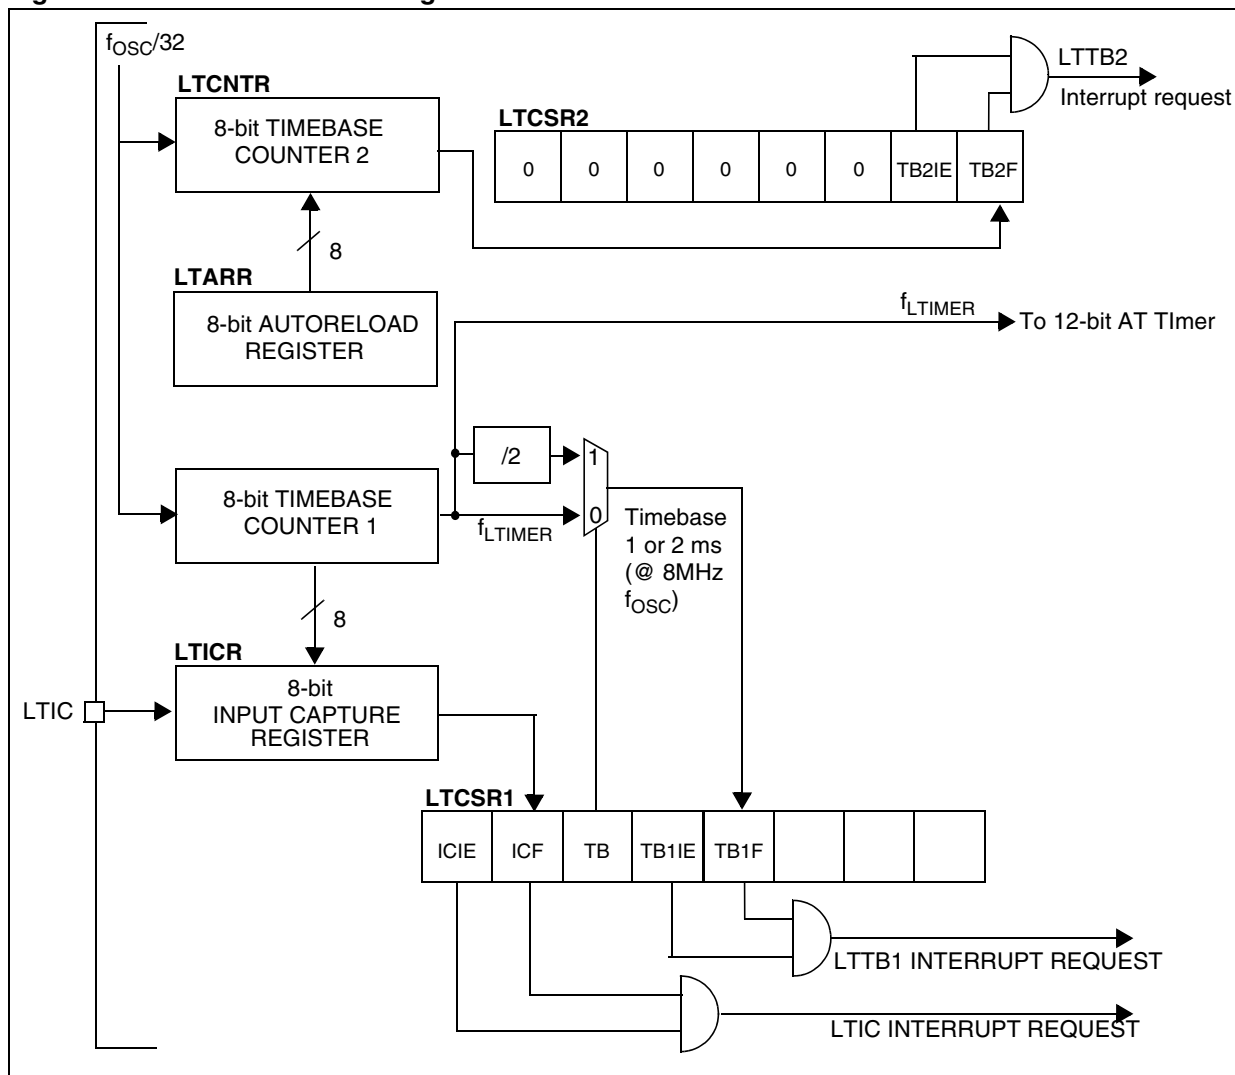 fOSC/32
LTCNTR
8-bit TIMEBASE
COUNTER 2
8
LTARR
8-bit AUTORELOAD
REGISTER
LTCSR2
0 0 0 0 0 0 TB2IE TB2F
LTTB2
Interrupt request
fLTIMER
To 12-bit AT TImer
8-bit TIMEBASE
COUNTER 1
/2
1
0
fLTIMER
Timebase
1 or 2 ms
(@ 8MHz
fOSC)
8
LTICR
LTIC
8-bit
INPUT CAPTURE
REGISTER
LTCSR1
ICIE ICF TB TB1IE TB1F
LTTB1 INTERRUPT REQUEST
LTIC INTERRUPT REQUEST